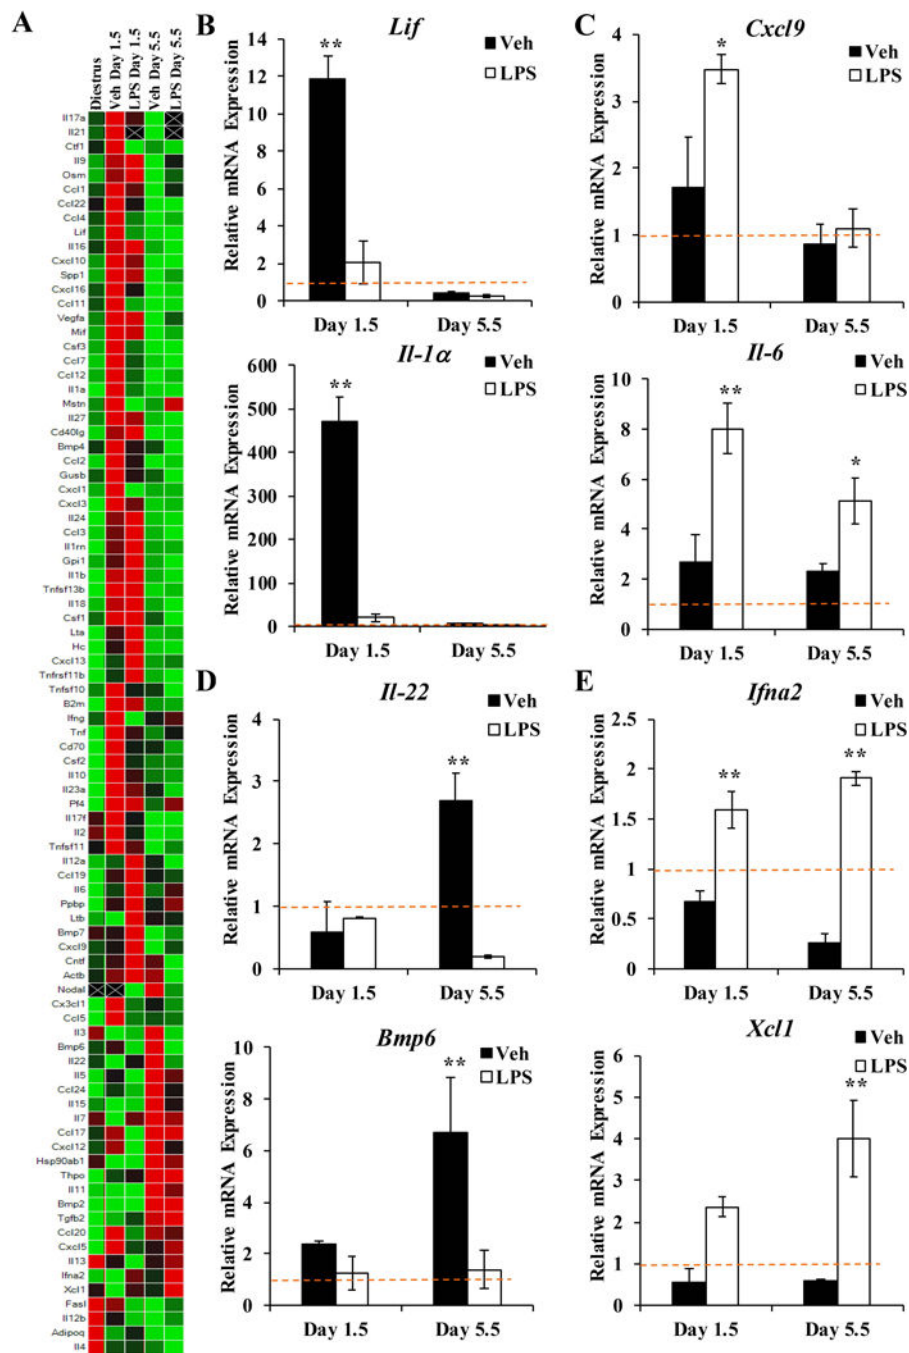 A
Diestrus
Veh Day 1.5
LPS Day 1.5
Veh Day 5.5
LPS Day 5.5
Il17a
Il21
Ctf1
Il9
Osm
Ccl1
Ccl22
Ccl4
Lif
Il16
Cxcl10
Spp1
Cxcl16
Ccl11
Vegfa
Mif
Csf3
Ccl7
Ccl12
Il1a
Mstn
Il27
Cd40lg
Bmp4
Ccl2
Gusb
Cxcl1
Cxcl3
Il24
Ccl3
Il1rn
Gpi1
Il1b
Tnfsf13b
Il18
Csf1
Lta
Hc
Cxcl13
Tnfrsf11b
Tnfsf10
B2m
Ifng
Tnf
Cd70
Csf2
Il10
Il23a
Pf4
Il17f
Il2
Tnfsf11
Il12a
Ccl19
Il6
Ppbp
Ltb
Bmp7
Cxcl9
Cntf
Actb
Nodal
Cx3cl1
Ccl5
Il3
Bmp6
Il22
Il5
Ccl24
Il15
Il7
Ccl17
Cxcl12
Hsp90ab1
Thpo
Il11
Bmp2
Tgfb2
Ccl20
Cxcl5
Il13
Ifna2
Xcl1
Fasl
Il12b
Adipoq
Il4
B
Lif
Relative mRNA Expression
14
12
10
8
6
4
2
0
**
Veh
LPS
Day 1.5
Day 5.5
Il-1α
Relative mRNA Expression
600
500
400
300
200
100
0
**
Veh
LPS
Day 1.5
Day 5.5
C
Cxcl9
Relative mRNA Expression
4
3
2
1
0
*
Veh
LPS
Day 1.5
Day 5.5
Il-6
Relative mRNA Expression
10
8
6
4
2
0
**
*
Veh
LPS
Day 1.5
Day 5.5
D
Il-22
Relative mRNA Expression
4
3
2
1
0
**
Veh
LPS
Day 1.5
Day 5.5
Bmp6
Relative mRNA Expression
10
8
6
4
2
0
**
Veh
LPS
Day 1.5
Day 5.5
E
Ifna2
Relative mRNA Expression
2.5
2
1.5
1
0.5
0
**
**
Veh
LPS
Day 1.5
Day 5.5
Xcl1
Relative mRNA Expression
6
5
4
3
2
1
0
**
Veh
LPS
Day 1.5
Day 5.5